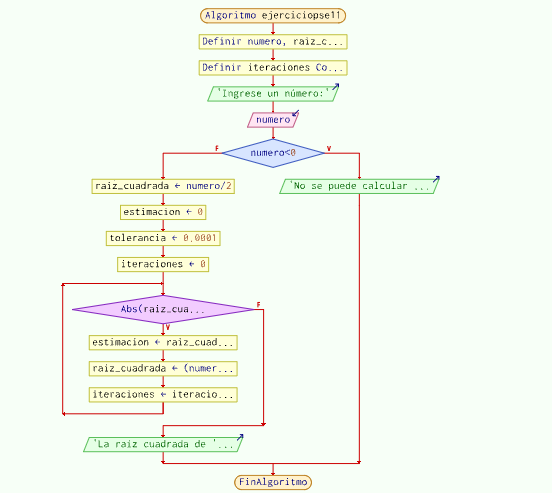 Algoritmo ejerciciopse11
Definir numero, raiz_c...
Definir iteraciones Co...
'Ingrese un número:'
numero
F
numero<0
V
raiz_cuadrada ← numero/2
'No se puede calcular ...
estimacion ← 0
tolerancia ← 0.0001
iteraciones ← 0
Abs(raiz_cua...
F
V
estimacion ← raiz_cuad...
raiz_cuadrada ← (numer...
iteraciones ← iteracio...
'La raiz cuadrada de '...
FinAlgoritmo